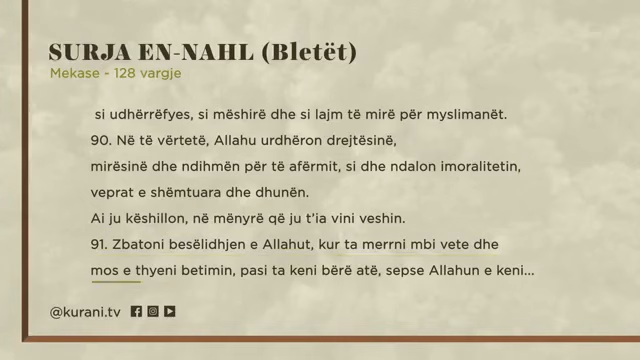 SURJA EN-NAHL (Bletët)
Mekase - 128 vargje
si udhërrëfyes, si mëshirë dhe si lajm të mirë për myslimanët.
90. Në të vërtetë, Allahu urdhëron drejtësinë,
mirësinë dhe ndihmën për të afërmit, si dhe ndalon imoralitetin,
veprat e shëmtuara dhe dhunën.
Ai ju këshillon, në mënyrë që ju t'ia vini veshin.
91. Zbatoni besëlidhjen e Allahut, kur ta merrni mbi vete dhe
mos e thyeni betimin, pasi ta keni bërë atë, sepse Allahun e keni...
@kurani.tv